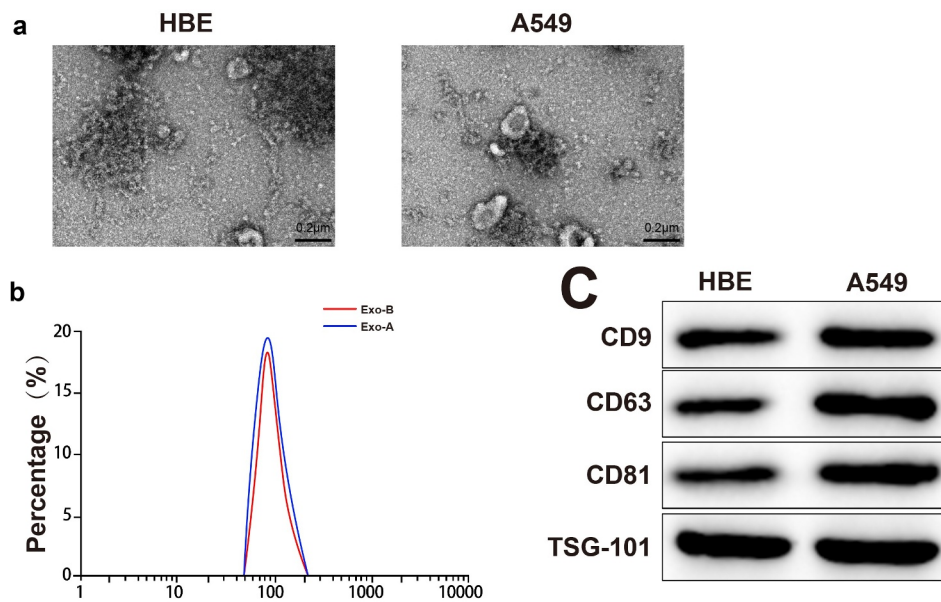 a
HBE
A549
0.2μm
0.2μm
b
Exo-B
Exo-A
Percentage (%)
20
15
10
5
0
1
10
100
1000
10000
C
HBE
A549
CD9
CD63
CD81
TSG-101